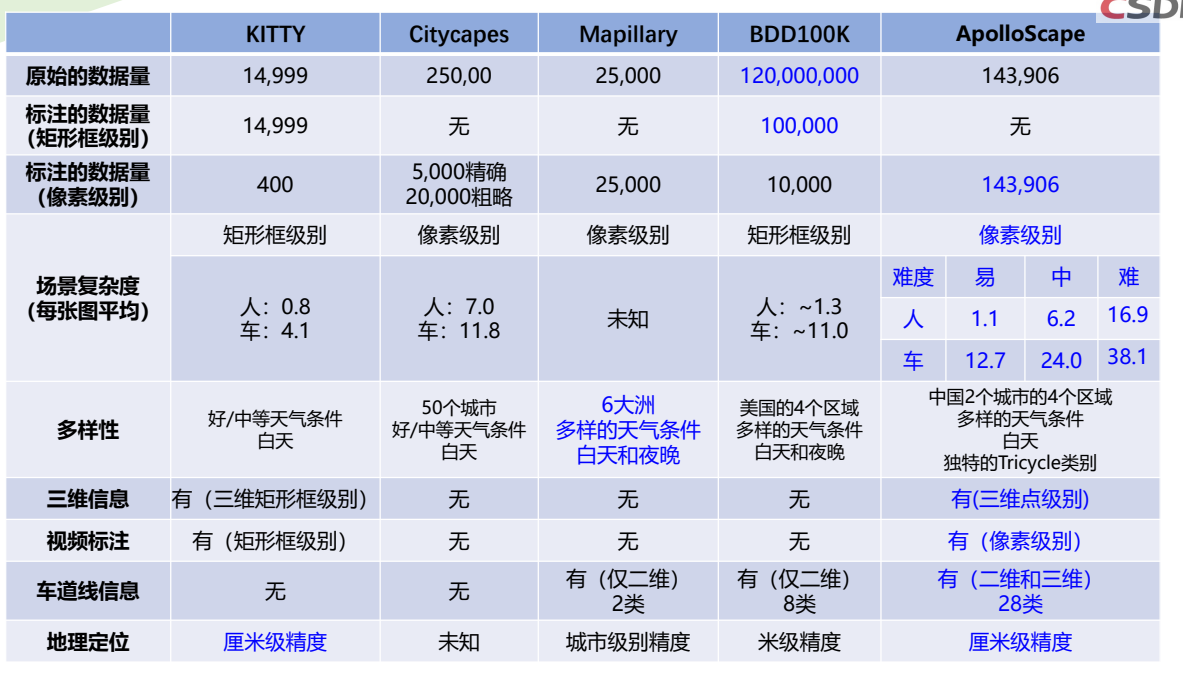 CSDN
KITTY Citycapes Mapillary BDD100K ApolloScape
原始的数据量 14,999 250,00 25,000 120,000,000 143,906
标注的数据量
（矩形框级别） 14,999 无 无 100,000 无
标注的数据量
（像素级别） 400 5,000精确
20,000粗略 25,000 10,000 143,906
场景复杂度
（每张图平均）
矩形框级别 像素级别 像素级别 矩形框级别 像素级别
人：0.8
车：4.1
人：7.0
车：11.8
未知
人：~1.3
车：~11.0
难度 易 中 难
人 1.1 6.2 16.9
车 12.7 24.0 38.1
多样性
好/中等天气条件
白天
50个城市
好/中等天气条件
白天
6大洲
多样的天气条件
白天和夜晚
美国的4个区域
多样的天气条件
白天和夜晚
中国2个城市的4个区域
多样的天气条件
白天
独特的Tricycle类别
三维信息 有（三维矩形框级别） 无 无 无 有(三维点级别)
视频标注 有（矩形框级别） 无 无 无 有（像素级别）
车道线信息 无 无
有（仅二维）
2类
有（仅二维）
8类
有（二维和三维）
28类
地理定位 厘米级精度 未知 城市级别精度 米级精度 厘米级精度